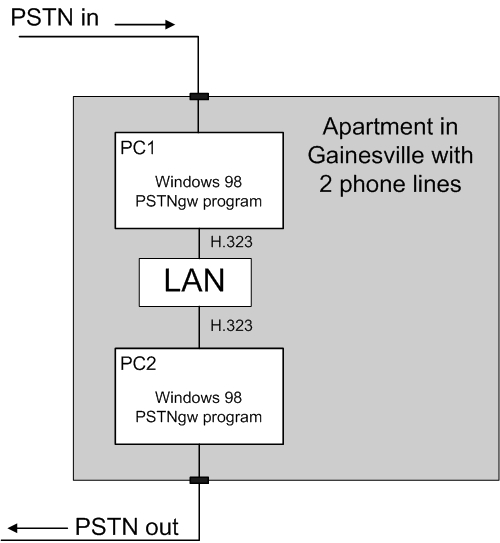 PSTN in
Apartment in
Gainesville with
2 phone lines
PC1
Windows 98
PSTNgw program
H.323
LAN
H.323
PC2
Windows 98
PSTNgw program
PSTN out